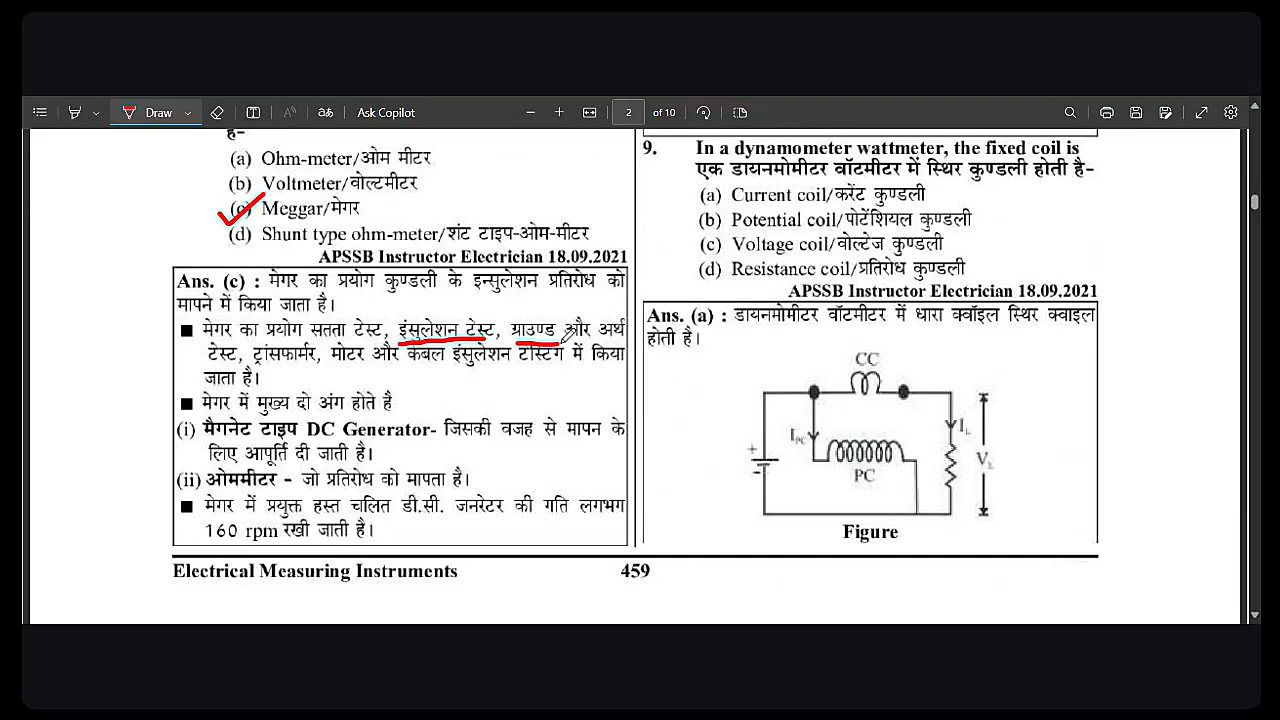 Draw
aあ
Ask Copilot
2
of 10
है-
(a) Ohm-meter/ओम मीटर
(b) Voltmeter/वोल्टमीटर
(c) Meggar/मेगर
(d) Shunt type ohm-meter/शंट टाइप-ओम-मीटर
APSSB Instructor Electrician 18.09.2021
Ans. (c) : मेगर का प्रयोग कुण्डली के इन्सुलेशन प्रतिरोध को
मापने में किया जाता है।
■ मेगर का प्रयोग सतता टेस्ट, इंसुलेशन टेस्ट, ग्राउण्ड और अर्थ
टेस्ट, ट्रांसफार्मर, मोटर और केबल इंसुलेशन टेस्टिंग में किया
जाता है।
■ मेगर में मुख्य दो अंग होते है
(i) मैगनेट टाइप DC Generator- जिसकी वजह से मापन के
लिए आपूर्ति दी जाती है।
(ii) ओममीटर - जो प्रतिरोध को मापता है।
■ मेगर में प्रयुक्त हस्त चलित डी.सी. जनरेटर की गति लगभग
160 rpm रखी जाती है।
9. In a dynamometer wattmeter, the fixed coil is
एक डायनमोमीटर वॉटमीटर में स्थिर कुण्डली होती है-
(a) Current coil/करेंट कुण्डली
(b) Potential coil/पोटेंशियल कुण्डली
(c) Voltage coil/वोल्टेज कुण्डली
(d) Resistance coil/प्रतिरोध कुण्डली
APSSB Instructor Electrician 18.09.2021
Ans. (a) : डायनमोमीटर वॉटमीटर में धारा क्वॉइल स्थिर क्वाइल
होती है।
CC
I_PC
I_L
+
-
PC
V_L
Figure
Electrical Measuring Instruments
459